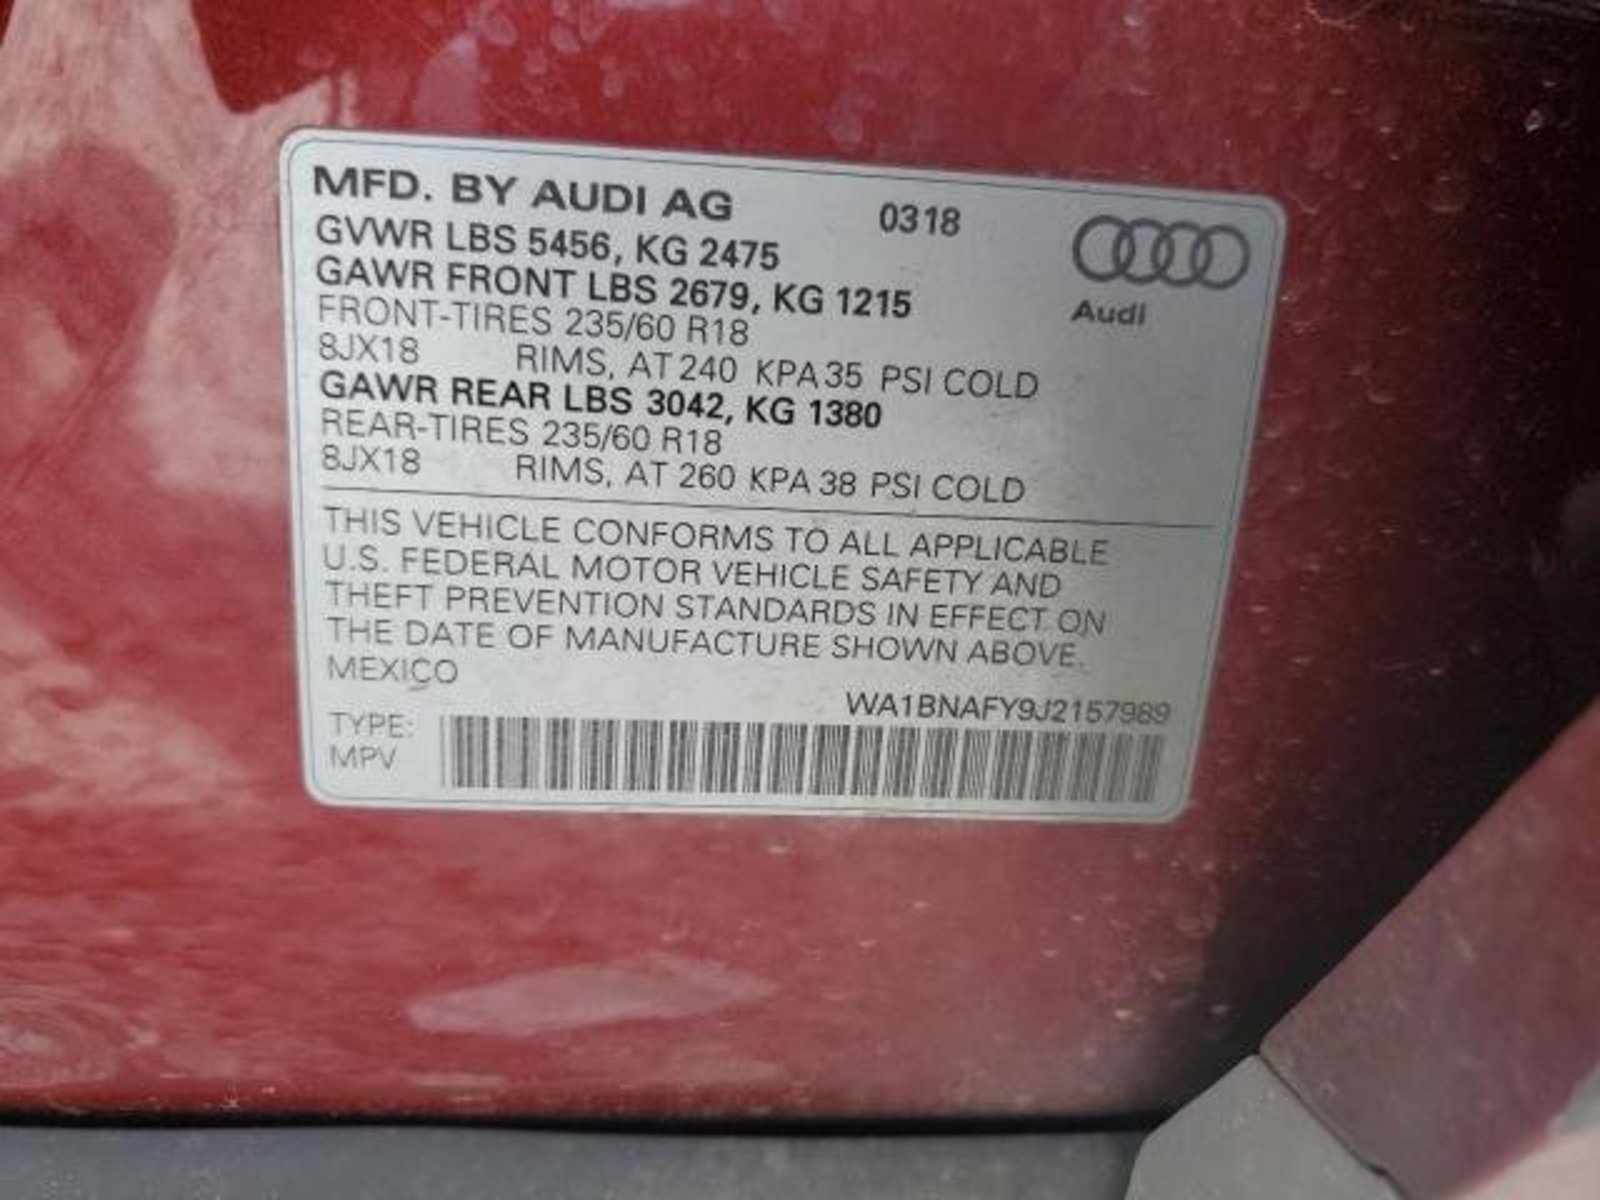 MFD. BY AUDI AG 0318
GVWR LBS 5456, KG 2475
GAWR FRONT LBS 2679, KG 1215
Audi
FRONT-TIRES 235/60 R18
8JX18 RIMS, AT 240 KPA 35 PSI COLD
GAWR REAR LBS 3042, KG 1380
REAR-TIRES 235/60 R18
8JX18 RIMS, AT 260 KPA 38 PSI COLD
THIS VEHICLE CONFORMS TO ALL APPLICABLE
U.S. FEDERAL MOTOR VEHICLE SAFETY AND
THEFT PREVENTION STANDARDS IN EFFECT ON
THE DATE OF MANUFACTURE SHOWN ABOVE.
MEXICO
WA1BNAFY9J2157989
TYPE:
MPV